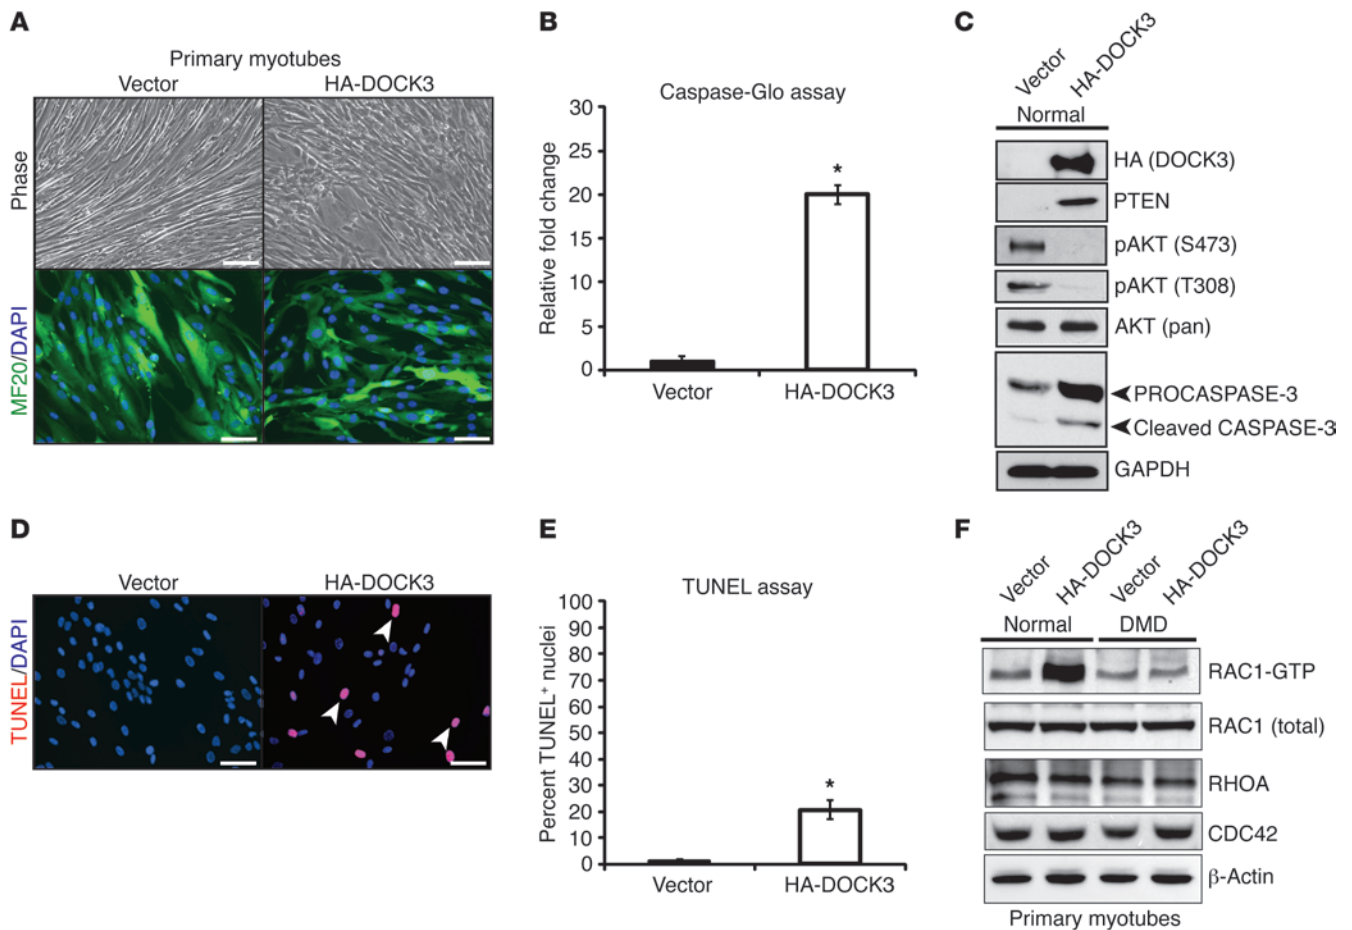 A
Primary myotubes
Vector HA-DOCK3
Phase
MF20/DAPI
B
Caspase-Glo assay
Relative fold change
30
25
20
15
10
5
0
*
Vector HA-DOCK3
C
Vector HA-DOCK3
Normal
HA (DOCK3)
PTEN
pAKT (S473)
pAKT (T308)
AKT (pan)
PROCASPASE-3
Cleaved CASPASE-3
GAPDH
D
Vector HA-DOCK3
TUNEL/DAPI
E
TUNEL assay
Percent TUNEL⁺ nuclei
100
90
80
70
60
50
40
30
20
10
0
*
Vector HA-DOCK3
F
Vector HA-DOCK3 Vector HA-DOCK3
Normal DMD
RAC1-GTP
RAC1 (total)
RHOA
CDC42
β-Actin
Primary myotubes